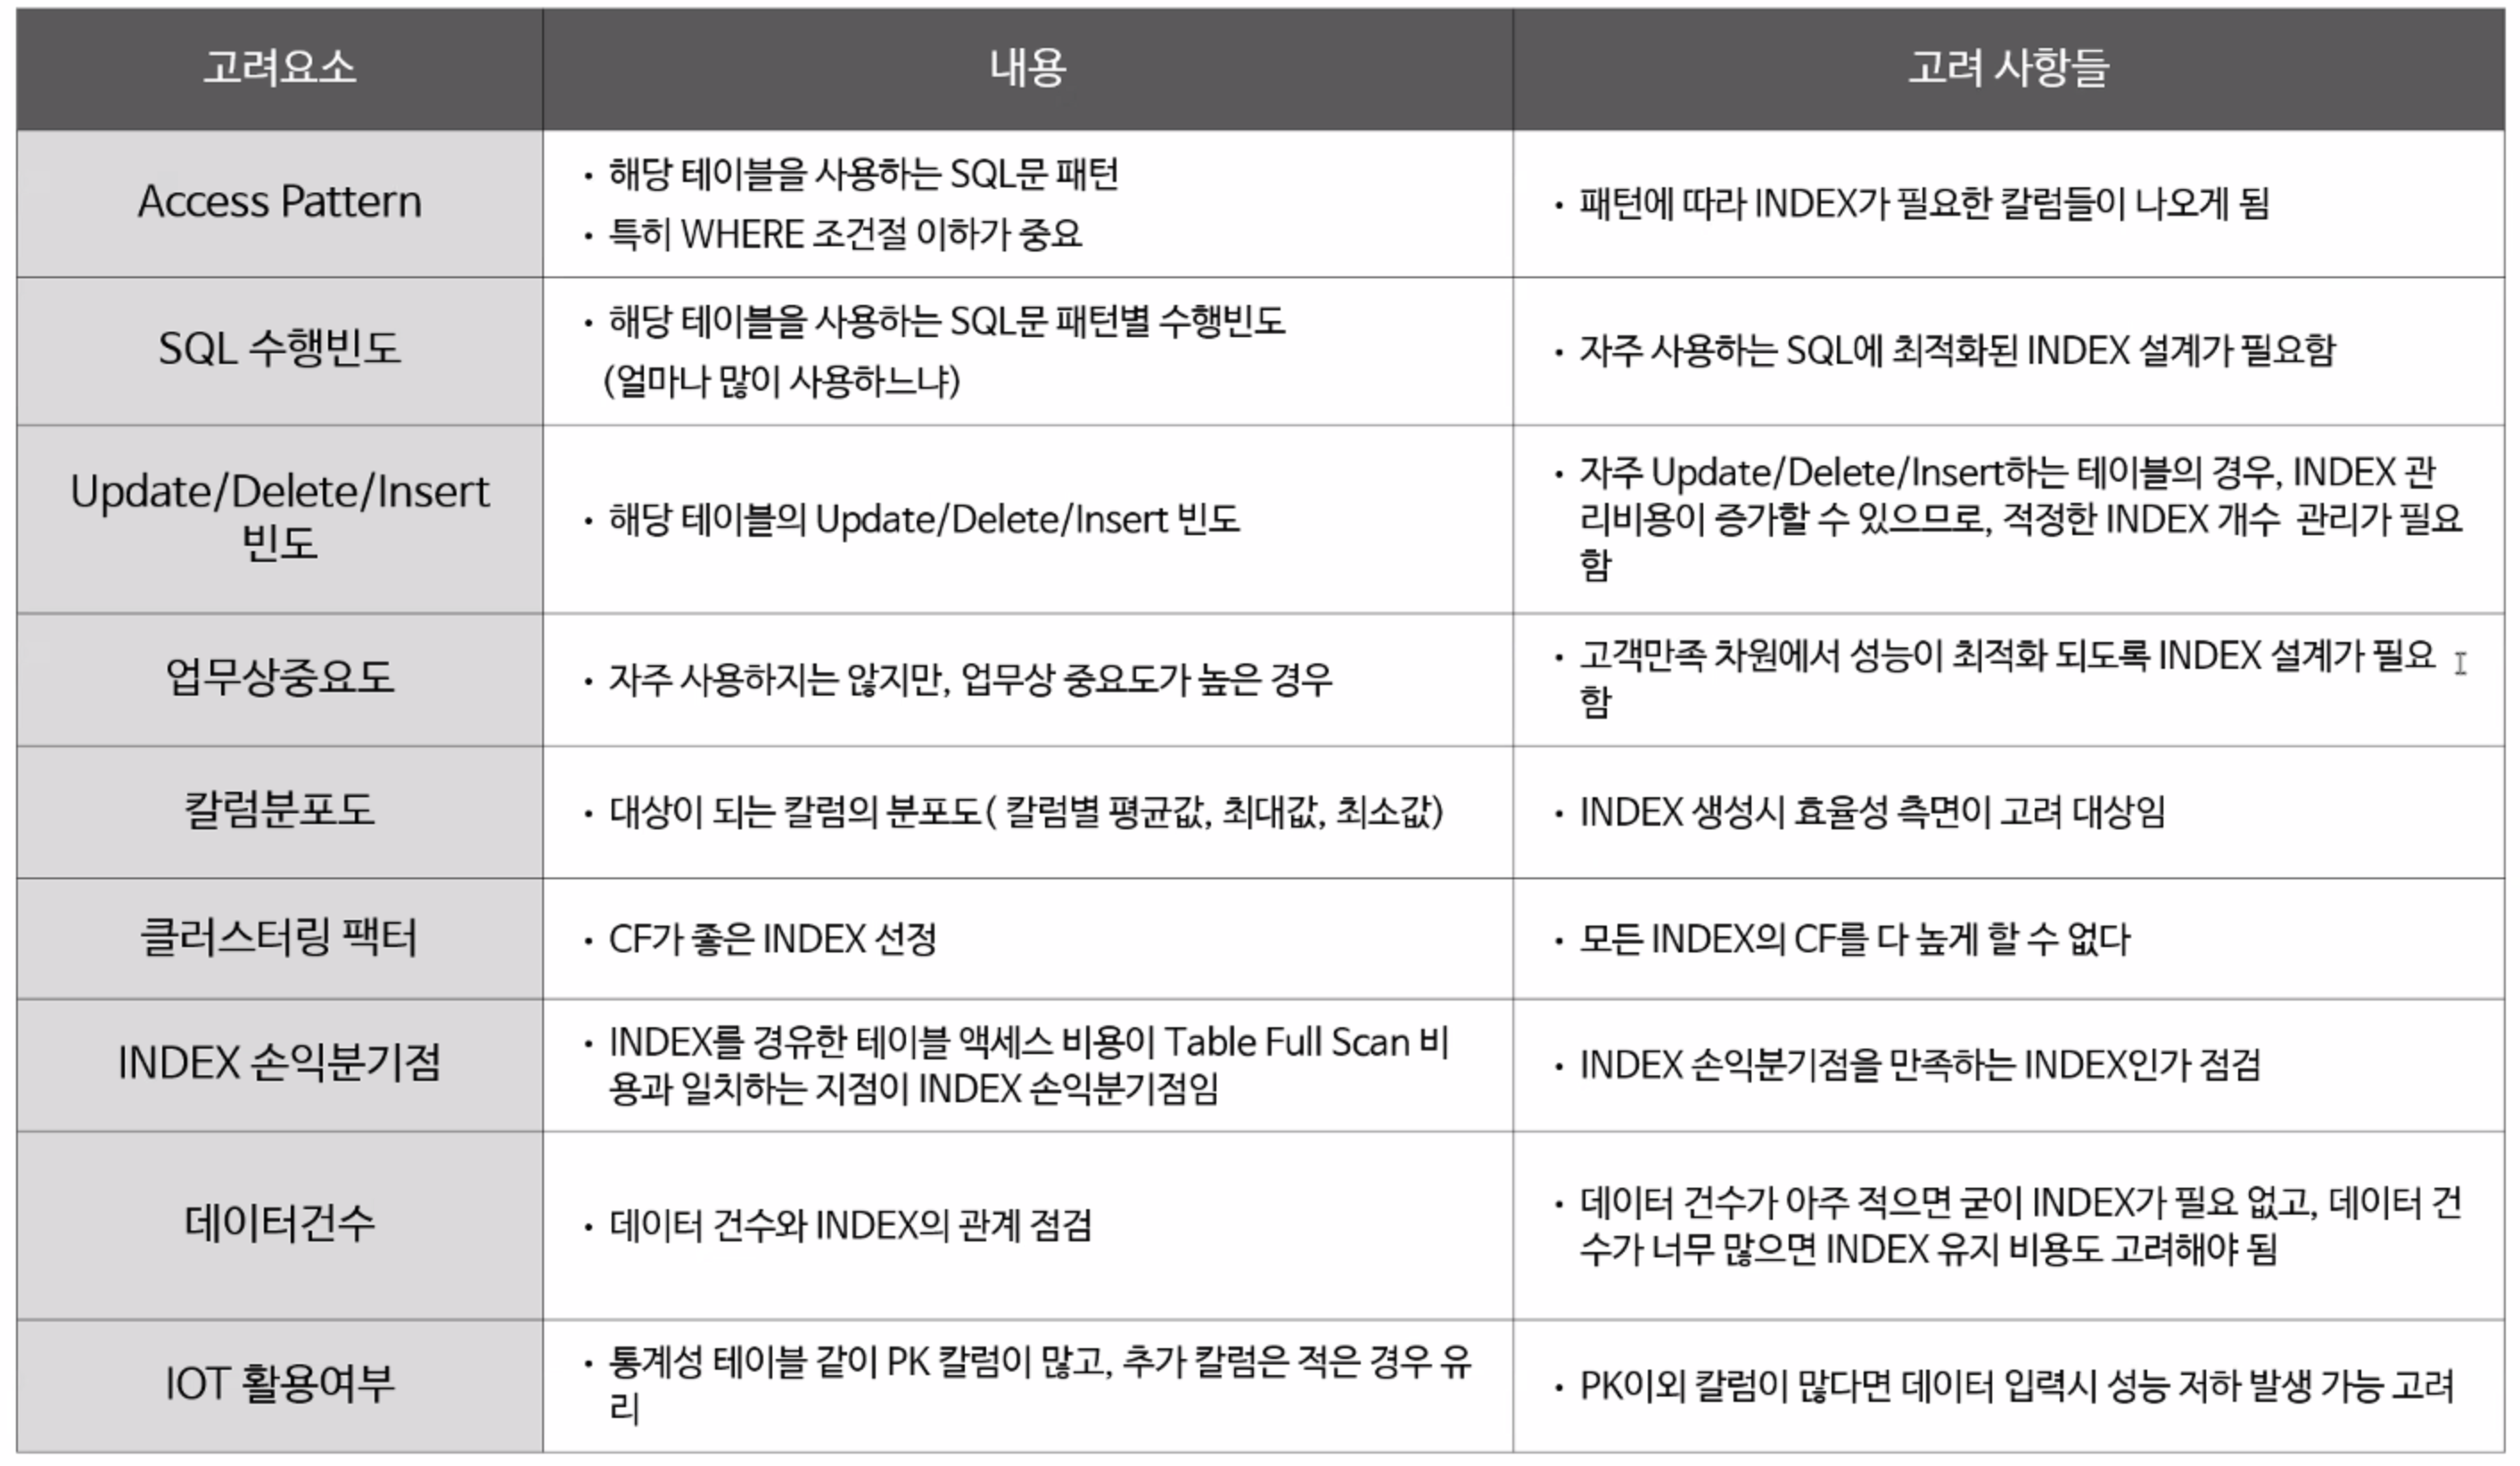 고려요소
내용
고려 사항들
Access Pattern
• 해당 테이블을 사용하는 SQL문 패턴
• 특히 WHERE 조건절 이하가 중요
• 패턴에 따라 INDEX가 필요한 칼럼들이 나오게 됨
SQL 수행빈도
• 해당 테이블을 사용하는 SQL문 패턴별 수행빈도
(얼마나 많이 사용하느냐)
• 자주 사용하는 SQL에 최적화된 INDEX 설계가 필요함
Update/Delete/Insert
빈도
• 해당 테이블의 Update/Delete/Insert 빈도
• 자주 Update/Delete/Insert하는 테이블의 경우, INDEX 관
리비용이 증가할 수 있으므로, 적정한 INDEX 개수 관리가 필요
함
업무상중요도
• 자주 사용하지는 않지만, 업무상 중요도가 높은 경우
• 고객만족 차원에서 성능이 최적화 되도록 INDEX 설계가 필요
함
칼럼분포도
• 대상이 되는 칼럼의 분포도( 칼럼별 평균값, 최대값, 최소값)
• INDEX 생성시 효율성 측면이 고려 대상임
클러스터링 팩터
• CF가 좋은 INDEX 선정
• 모든 INDEX의 CF를 다 높게 할 수 없다
INDEX 손익분기점
• INDEX를 경유한 테이블 액세스 비용이 Table Full Scan 비
용과 일치하는 지점이 INDEX 손익분기점임
• INDEX 손익분기점을 만족하는 INDEX인가 점검
데이터건수
• 데이터 건수와 INDEX의 관계 점검
• 데이터 건수가 아주 적으면 굳이 INDEX가 필요 없고, 데이터 건
수가 너무 많으면 INDEX 유지 비용도 고려해야 됨
IOT 활용여부
• 통계성 테이블 같이 PK 칼럼이 많고, 추가 칼럼은 적은 경우 유
리
• PK이외 칼럼이 많다면 데이터 입력시 성능 저하 발생 가능 고려